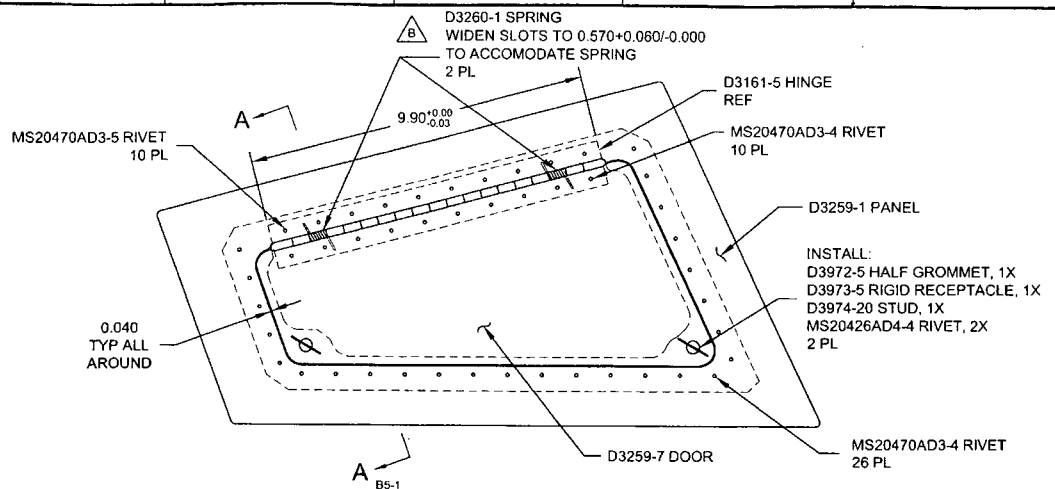 B
D3260-1 SPRING
WIDEN SLOTS TO 0.570+0.060/-0.000
TO ACCOMODATE SPRING
2 PL
D3161-5 HINGE
REF
A
9.90+0.00
-0.03
MS20470AD3-5 RIVET
10 PL
MS20470AD3-4 RIVET
10 PL
D3259-1 PANEL
INSTALL:
D3972-5 HALF GROMMET, 1X
D3973-5 RIGID RECEPTACLE, 1X
D3974-20 STUD, 1X
MS20426AD4-4 RIVET, 2X
2 PL
0.040
TYP ALL
AROUND
D3259-7 DOOR
MS20470AD3-4 RIVET
26 PL
A
B5-1